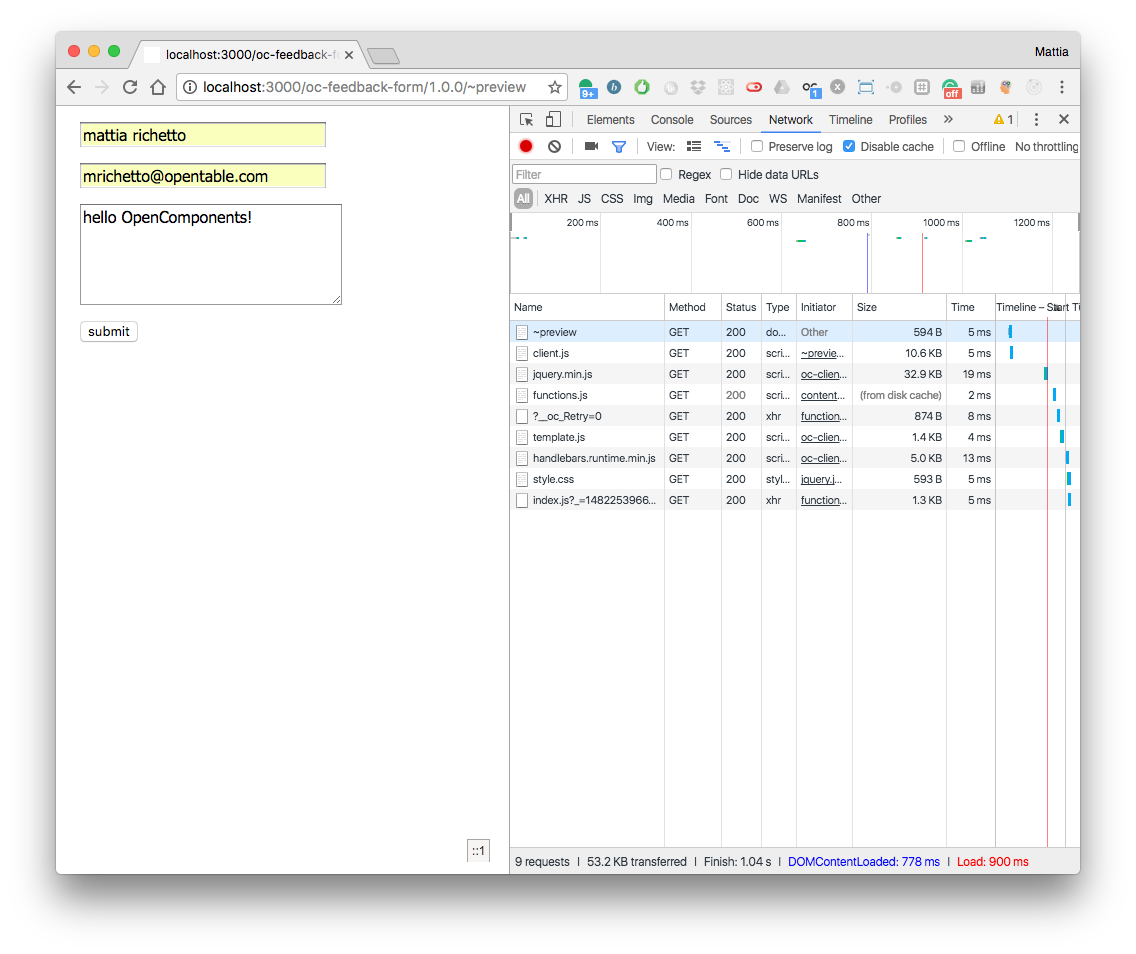 localhost:3000/oc-feedback-f
Mattia
localhost:3000/oc-feedback-form/1.0.0/~preview
9+
b
1
off
mattia richetto
mrichetto@opentable.com
hello OpenComponents!
submit
::1
Elements Console Sources Network Timeline Profiles » 1
View: Preserve log Disable cache Offline No throttling
Filter Regex Hide data URLs
All XHR JS CSS Img Media Font Doc WS Manifest Other
200 ms 400 ms 600 ms 800 ms 1000 ms 1200 ms
Name Method Status Type Initiator Size Time Timeline – Start Ti
~preview GET 200 do... Other 594 B 5 ms
client.js GET 200 scri... ~previe... 10.6 KB 5 ms
jquery.min.js GET 200 scri... oc-clien... 32.9 KB 19 ms
functions.js GET 200 scri... content... (from disk cache) 2 ms
?__oc_Retry=0 GET 200 xhr function... 874 B 8 ms
template.js GET 200 scri... oc-clien... 1.4 KB 4 ms
handlebars.runtime.min.js GET 200 scri... oc-clien... 5.0 KB 13 ms
style.css GET 200 styl... jquery.j... 593 B 5 ms
index.js?_=1482253966... GET 200 xhr function... 1.3 KB 5 ms
9 requests | 53.2 KB transferred | Finish: 1.04 s | DOMContentLoaded: 778 ms | Load: 900 ms